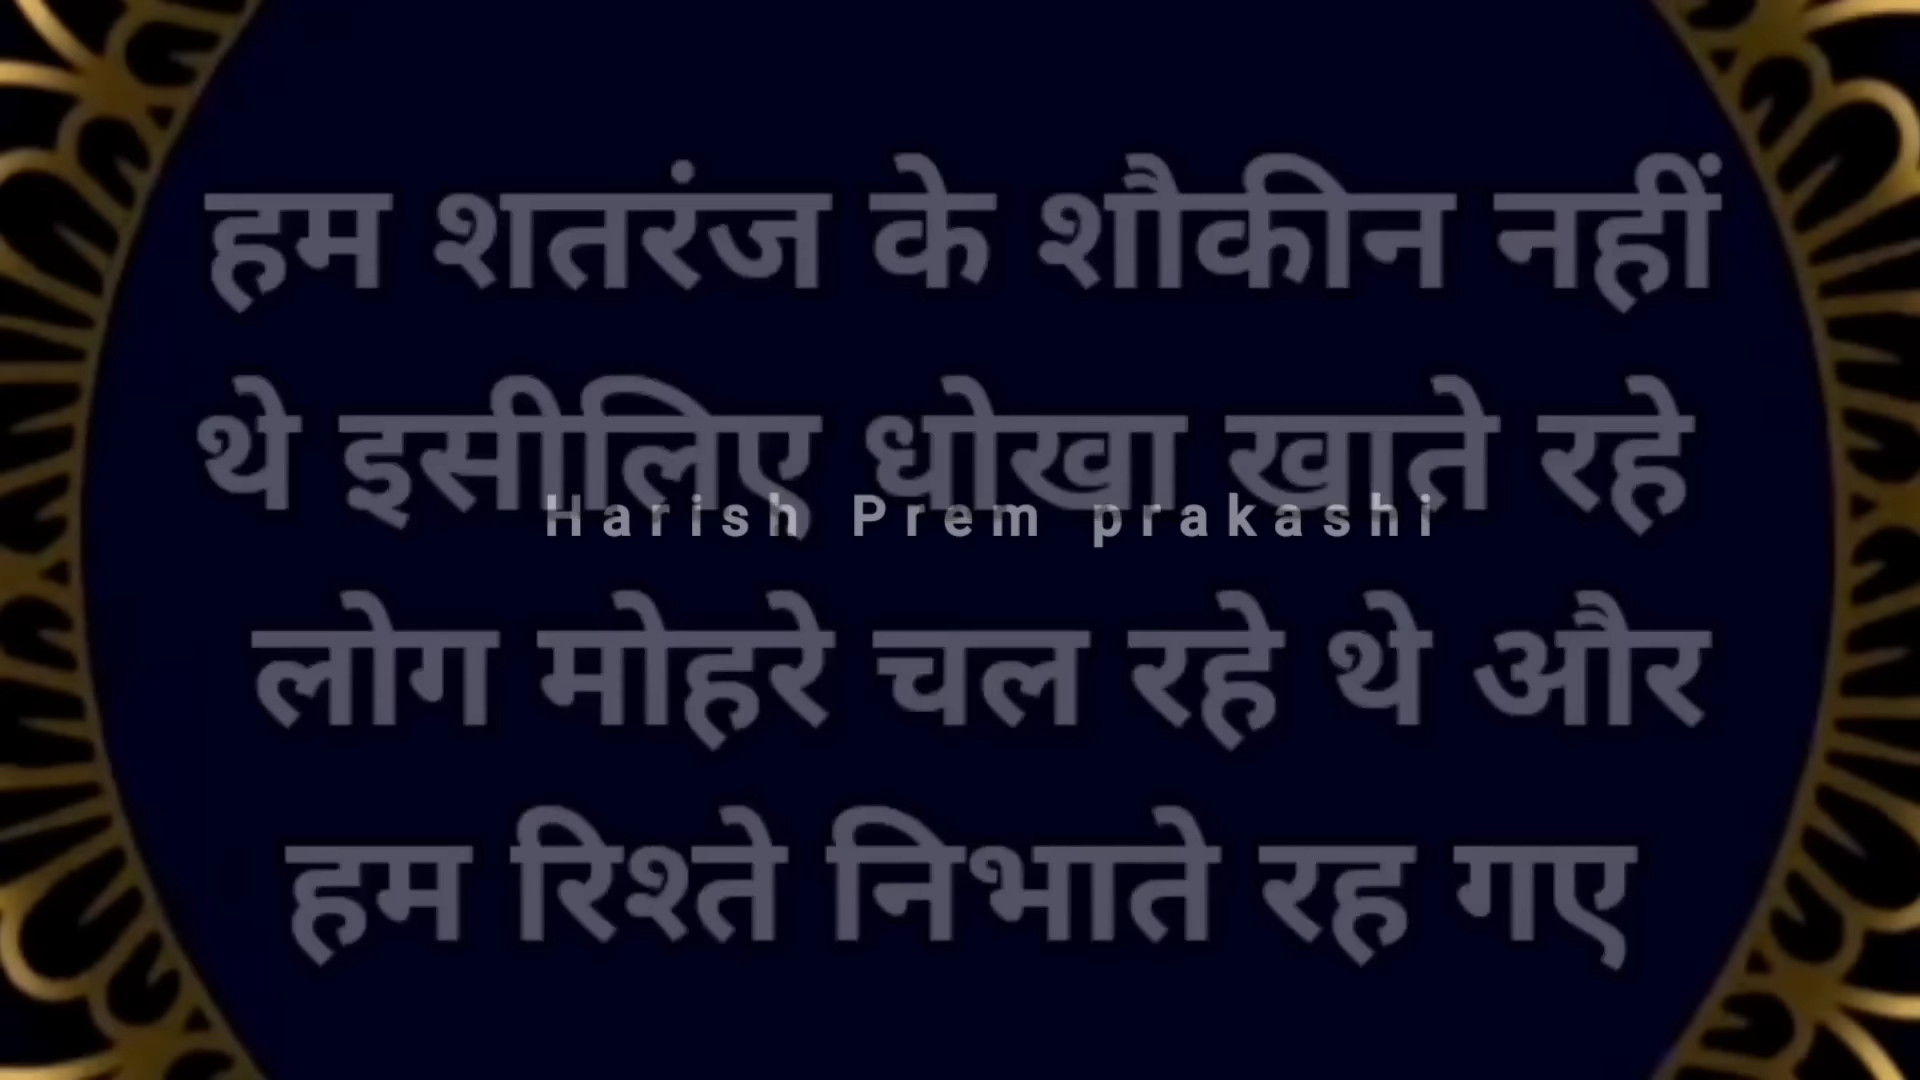 हम शतरंज के शौकीन नहीं
थे इसीलिए धोखा खाते रहे
Harish Prem prakashi
लोग मोहरे चल रहे थे और
हम रिश्ते निभाते रह गए